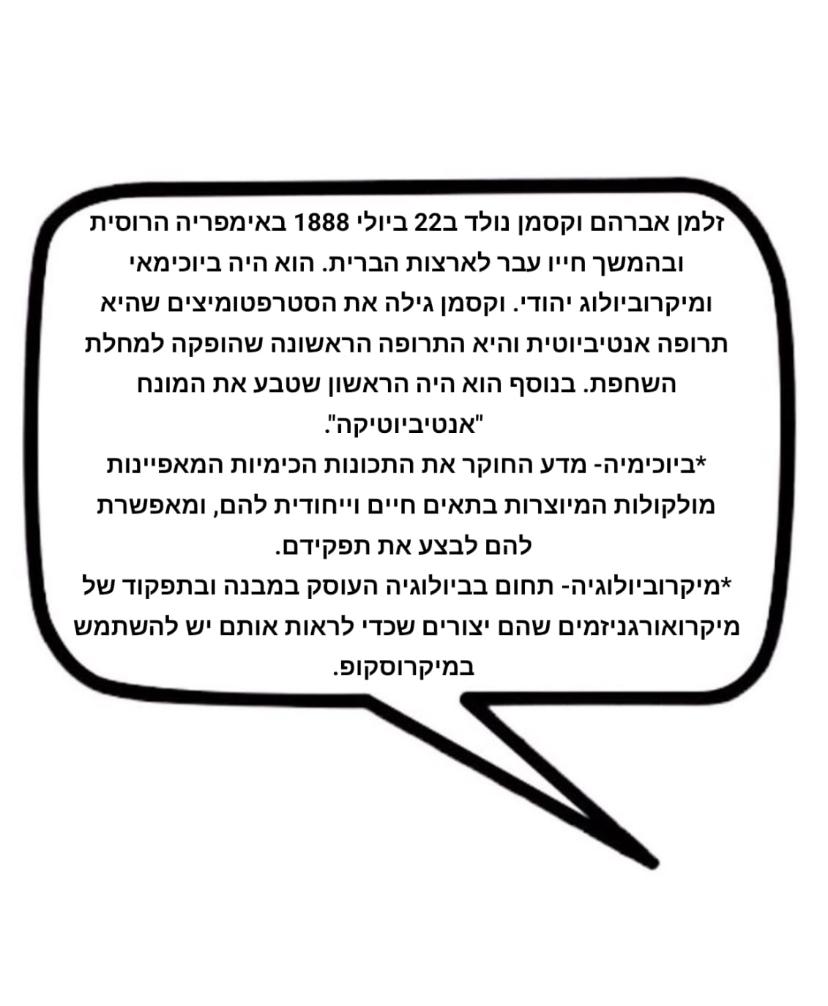 זלמן אברהם וקסמן נולד ב22 ביולי 1888 באימפריה הרוסית
ובהמשך חייו עבר לארצות הברית. הוא היה ביוכימאי
ומיקרוביולוג יהודי. וקסמן גילה את הסטרפטומיצים שהיא
תרופה אנטיביוטית והיא התרופה הראשונה שהופקה למחלת
השחפת. בנוסף הוא היה הראשון שטבע את המונח
"אנטיביוטיקה".
*ביוכימיה- מדע החוקר את התכונות הכימיות המאפיינות
מולקולות המיוצרות בתאים חיים וייחודית להם, ומאפשרת
להם לבצע את תפקידם.
*מיקרוביולוגיה- תחום בביולוגיה העוסק במבנה ובתפקוד של
מיקרואורגניזמים שהם יצורים שכדי לראות אותם יש להשתמש
במיקרוסקופ.